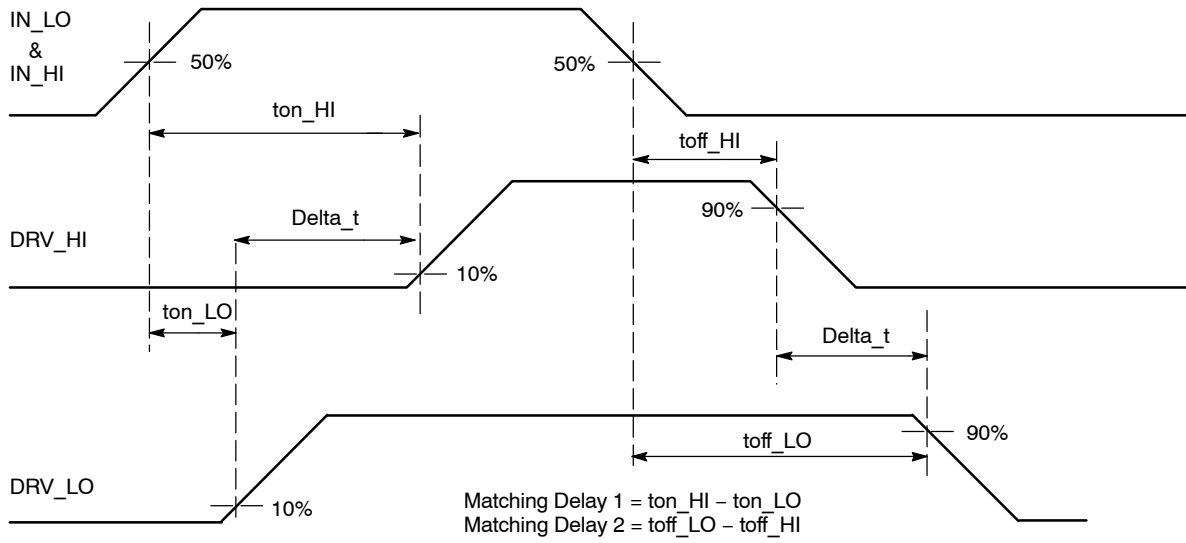 IN_LO
&
IN_HI
50%
50%
ton_HI
toff_HI
DRV_HI
Delta_t
90%
10%
ton_LO
Delta_t
DRV_LO
10%
toff_LO
90%
Matching Delay 1 = ton_HI − ton_LO
Matching Delay 2 = toff_LO − toff_HI